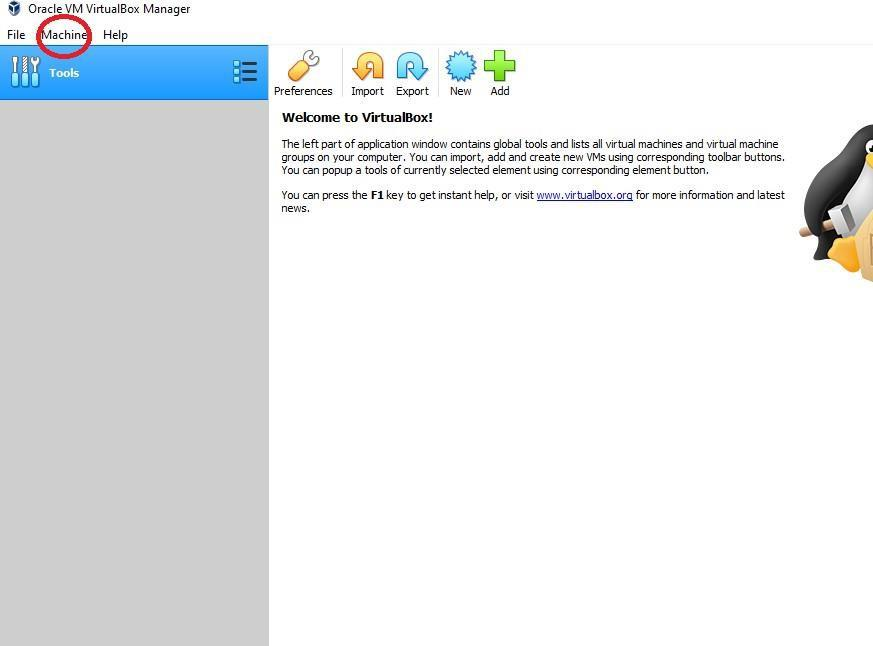 Oracle VM VirtualBox Manager
File Machine Help
Tools
Preferences Import Export New Add
Welcome to VirtualBox!
The left part of application window contains global tools and lists all virtual machines and virtual machine
groups on your computer. You can import, add and create new VMs using corresponding toolbar buttons.
You can popup a tools of currently selected element using corresponding element button.
You can press the F1 key to get instant help, or visit www.virtualbox.org for more information and latest
news.